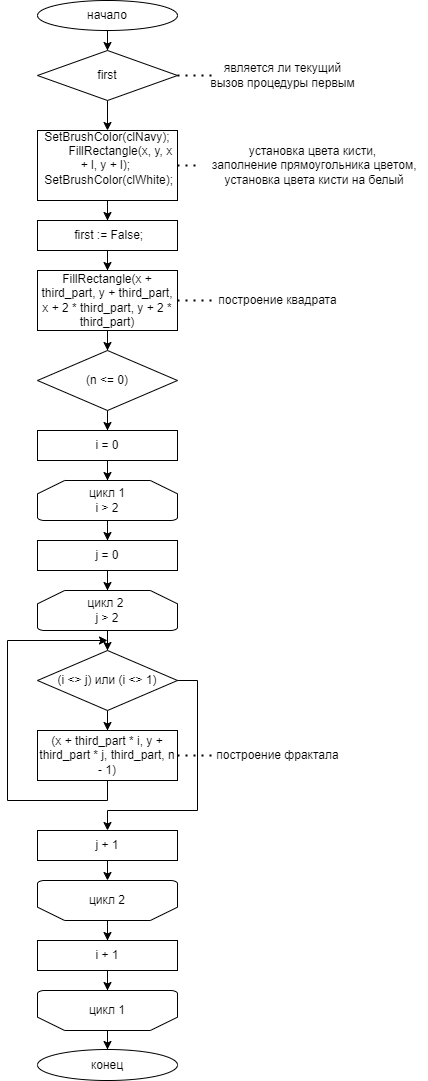 начало
first
является ли текущий
вызов процедуры первым
SetBrushColor(clNavy);
FillRectangle(x, y, x
+ l, y + l);
SetBrushColor(clWhite);
установка цвета кисти,
заполнение прямоугольника цветом,
установка цвета кисти на белый
first := False;
FillRectangle(x +
third_part, y + third_part,
x + 2 * third_part, y + 2 *
third_part)
построение квадрата
(n <= 0)
i = 0
цикл 1
i > 2
j = 0
цикл 2
j > 2
(i <> j) или (i <> 1)
(x + third_part * i, y +
third_part * j, third_part, n
- 1)
построение фрактала
j + 1
цикл 2
i + 1
цикл 1
конец